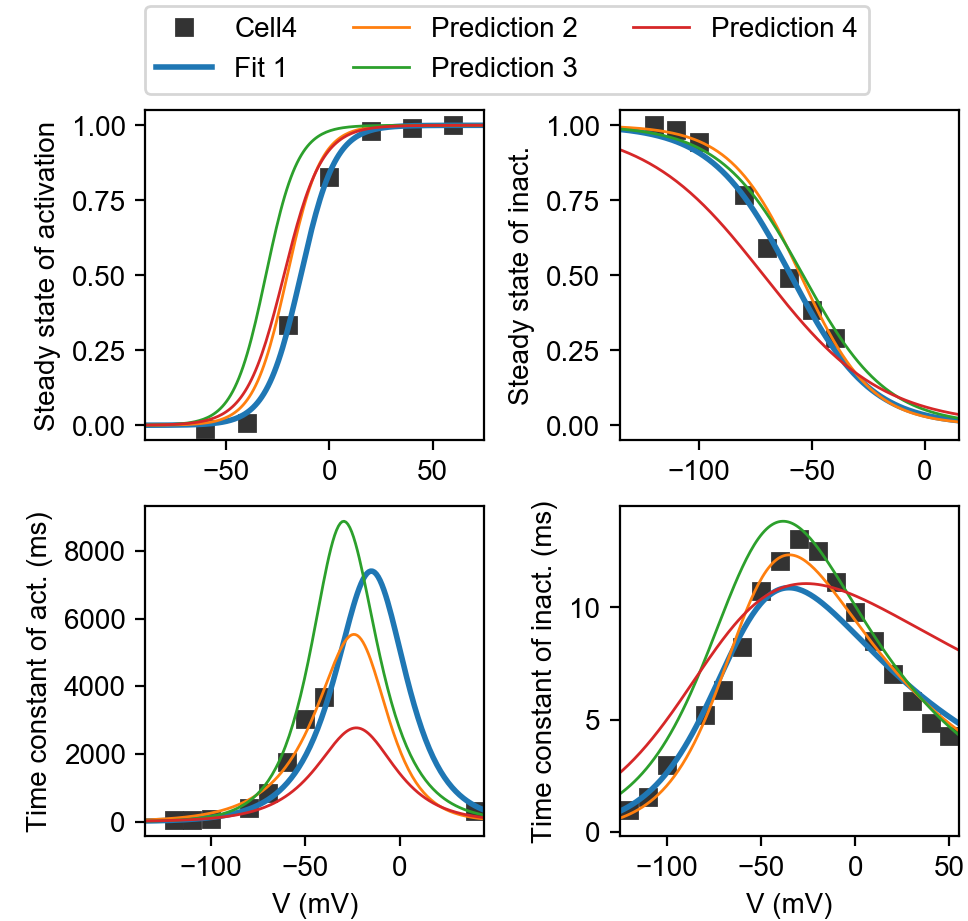 Cell4
Fit 1
Prediction 2
Prediction 3
Prediction 4
Steady state of activation
1.00
0.75
0.50
0.25
0.00
−50
0
50
Steady state of inact.
1.00
0.75
0.50
0.25
0.00
−100
−50
0
Time constant of act. (ms)
8000
6000
4000
2000
0
−100
−50
0
V (mV)
Time constant of inact. (ms)
10
5
0
−100
−50
0
50
V (mV)